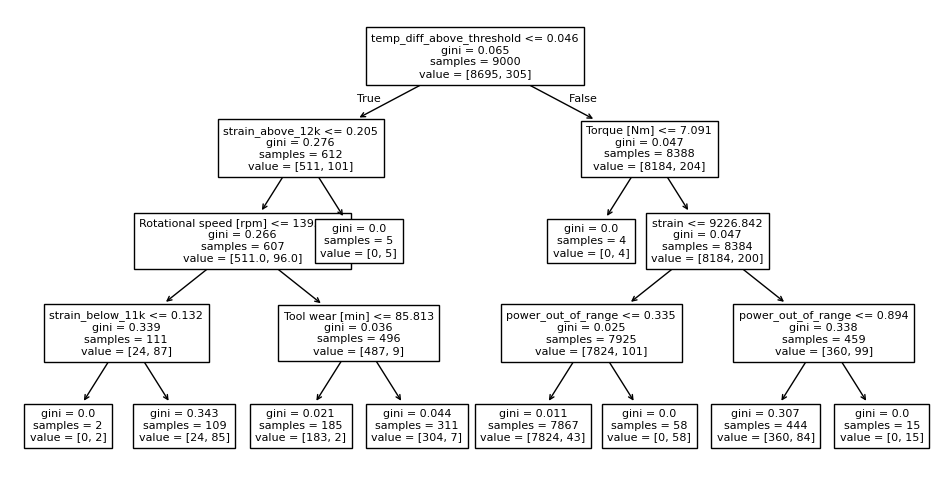 temp_diff_above_threshold <= 0.046
gini = 0.065
samples = 9000
value = [8695, 305]
True
False
strain_above_12k <= 0.205
gini = 0.276
samples = 612
value = [511, 101]
Torque [Nm] <= 7.091
gini = 0.047
samples = 8388
value = [8184, 204]
Rotational speed [rpm] <= 139
gini = 0.266
samples = 607
value = [511.0, 96.0]
gini = 0.0
samples = 5
value = [0, 5]
gini = 0.0
samples = 4
value = [0, 4]
strain <= 9226.842
gini = 0.047
samples = 8384
value = [8184, 200]
strain_below_11k <= 0.132
gini = 0.339
samples = 111
value = [24, 87]
Tool wear [min] <= 85.813
gini = 0.036
samples = 496
value = [487, 9]
power_out_of_range <= 0.335
gini = 0.025
samples = 7925
value = [7824, 101]
power_out_of_range <= 0.894
gini = 0.338
samples = 459
value = [360, 99]
gini = 0.0
samples = 2
value = [0, 2]
gini = 0.343
samples = 109
value = [24, 85]
gini = 0.021
samples = 185
value = [183, 2]
gini = 0.044
samples = 311
value = [304, 7]
gini = 0.011
samples = 7867
value = [7824, 43]
gini = 0.0
samples = 58
value = [0, 58]
gini = 0.307
samples = 444
value = [360, 84]
gini = 0.0
samples = 15
value = [0, 15]